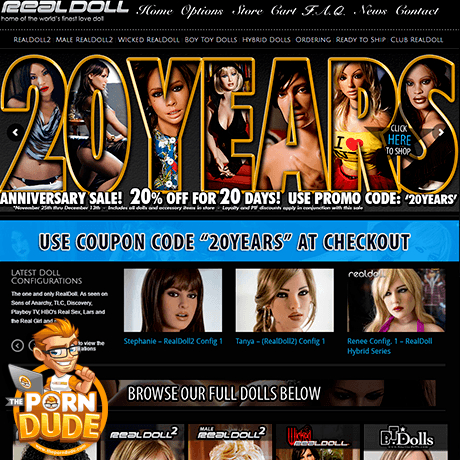 REALDOLL
home of the world's finest love doll
Home Options Store Cart F.A.Q. News Contact
REALDOLL2 MALE REALDOLL2 WICKED REALDOLL BOY TOY DOLLS HYBRID DOLLS ORDERING READY TO SHIP CLUB REALDOLL
20YEARS
CLICK
HERE
TO SHOP
ANNIVERSARY SALE! 20% OFF FOR 20 DAYS! USE PROMO CODE: '20YEARS'
*November 25th thru December 13th - Includes all dolls and accessory items in store - Loyalty and PIF discounts apply in conjunction with this sale
USE COUPON CODE "20YEARS" AT CHECKOUT
LATEST DOLL
CONFIGURATIONS
The one and only RealDoll. As seen on
Sons of Anarchy, TLC, Discovery,
Playboy TV, HBO's Real Sex, Lars and
the Real Girl and
to view the
Stephanie – RealDoll2 Config 1
Tanya – (RealDoll2) Config 1
realdoll
Renee Config. 1 – RealDoll
Hybrid Series
BROWSE OUR FULL DOLLS BELOW
THE
PORN
DUDE
REALDOLL2
MALE
REALDOLL2
Wicked
REALDOLL
Dolls